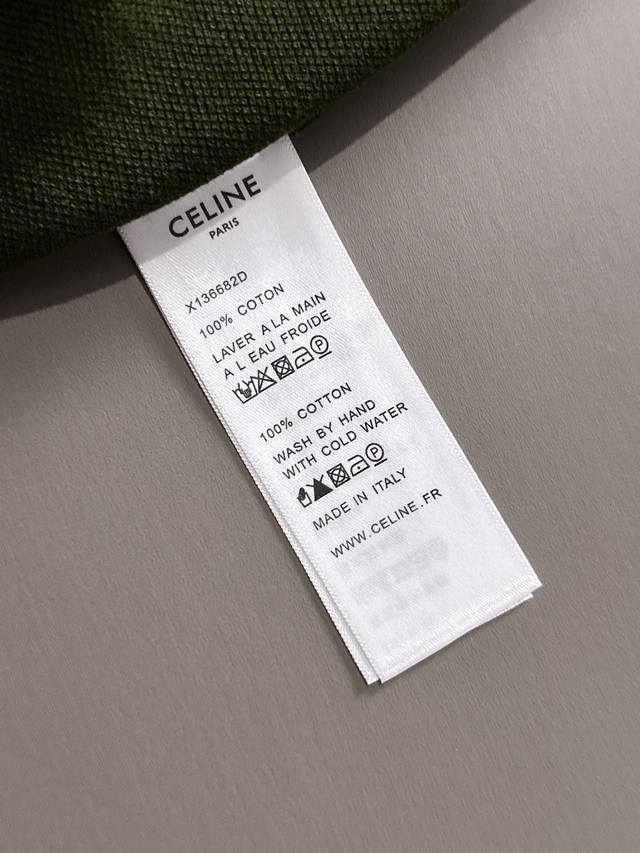 CELINE
PARIS
X136682D
100% COTON
LAVER A LA MAIN
A L EAU FROIDE
P
100% COTTON
WASH BY HAND
WITH COLD WATER
P
MADE IN ITALY
WWW.CELINE.FR